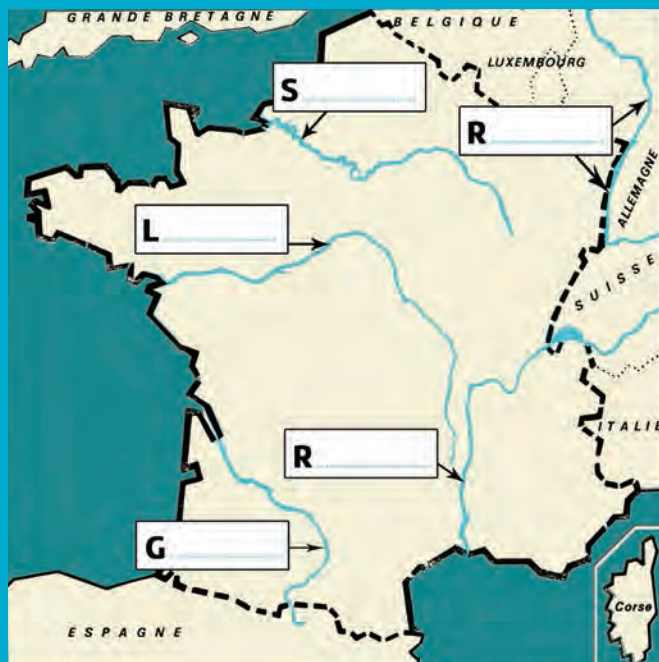 GRANDE BRETAGNE
BELGIQUE
LUXEMBOURG
S
R
ALLEMAGNE
L
SUISSE
R
ITALIE
G
Corse
ESPAGNE